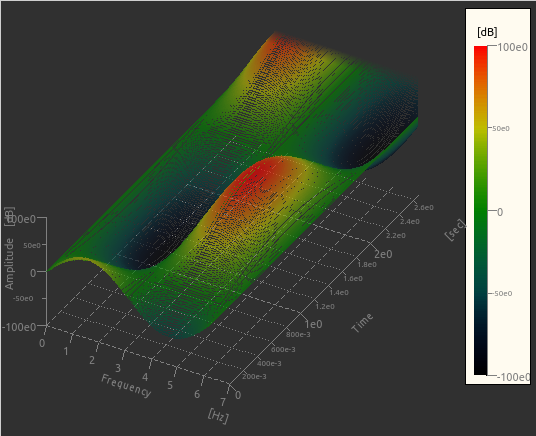 [dB]
100e0
50e0
0
-50e0
-100e0
Amplitude [dB]
100e0
50e0
0
-50e0
-100e0
0
1
2
3
4
5
6
7
Frequency
[Hz]
0
200e-3
400e-3
600e-3
800e-3
1e0
1.2e0
1.4e0
1.6e0
1.8e0
2e0
2.2e0
2.4e0
2.6e0
Time
[sec]